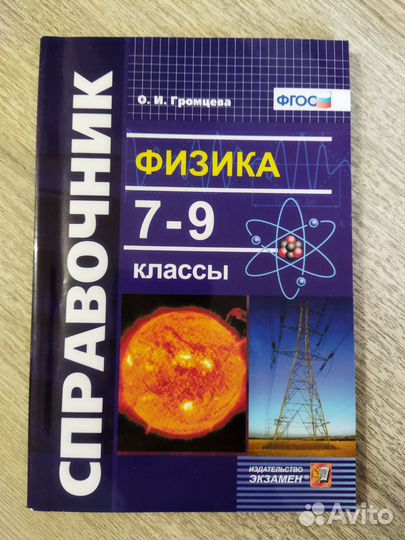 СПРАВОЧНИК
О. И. Громцева
ФГОС
ФИЗИКА
7-9
классы
ИЗДАТЕЛЬСТВО
ЭКЗАМЕН®
Avito